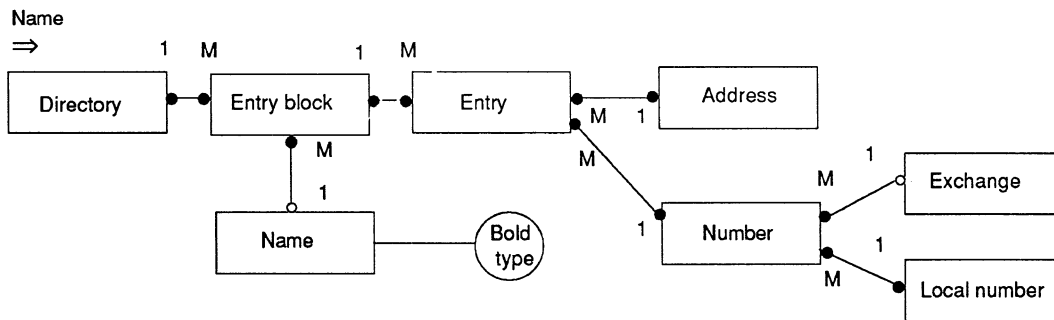 Name
⇒
1 M 1 M
Directory
Entry block
Entry
Address
M 1
M
M
1
1
M
Exchange
1
Name
Bold
type
1
Number
1
M
Local number